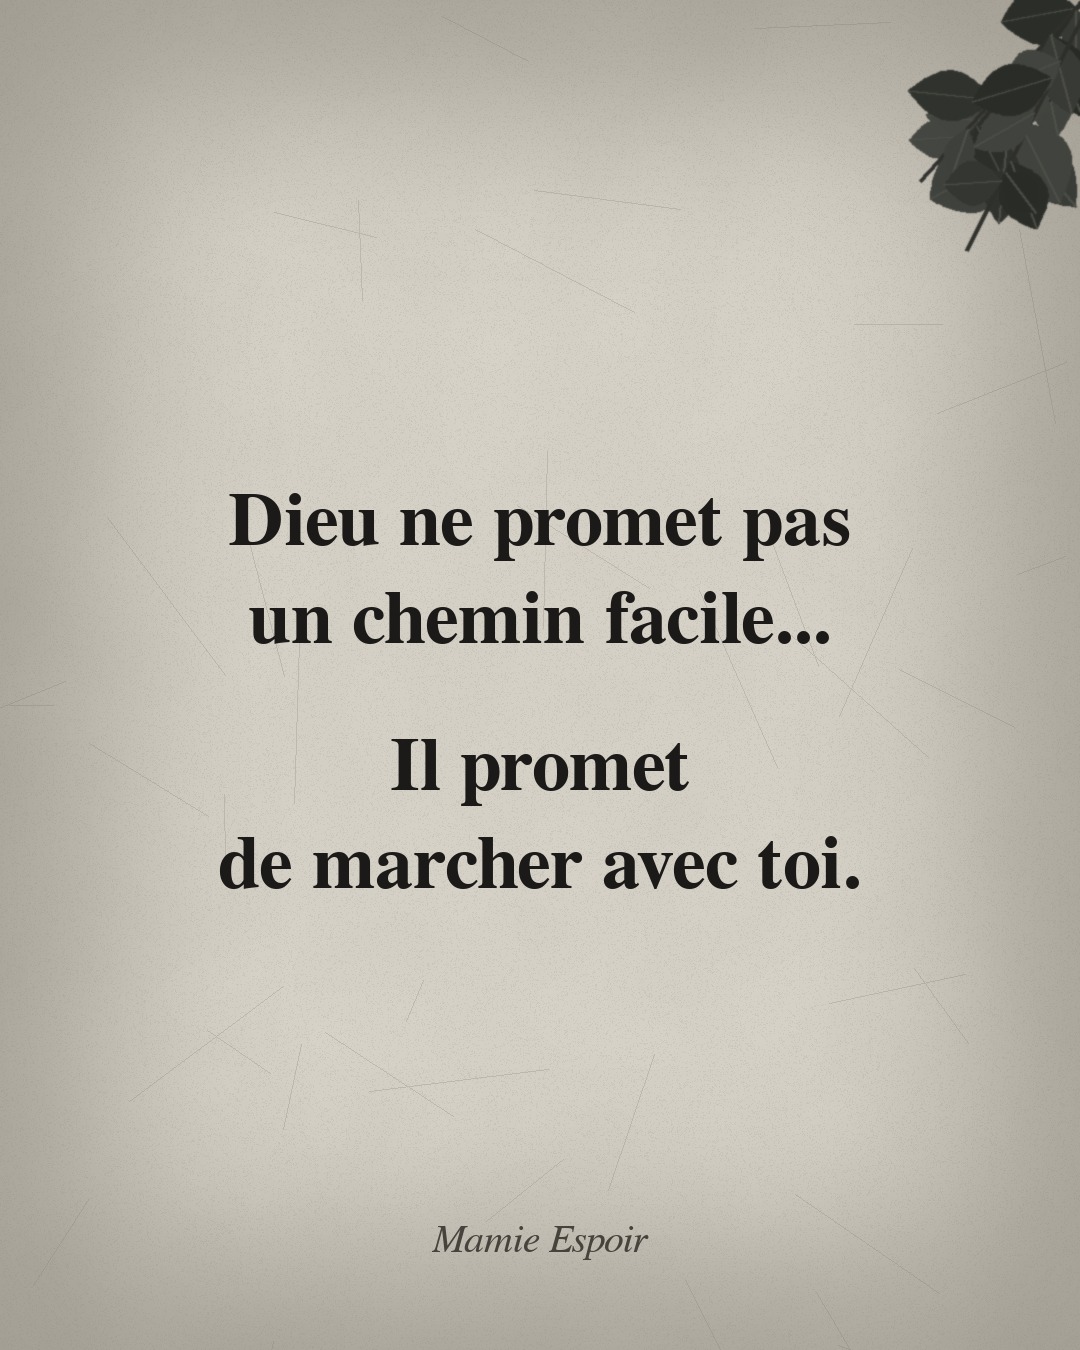 Dieu ne promet pas
un chemin facile...
Il promet
de marcher avec toi.
Mamie Espoir